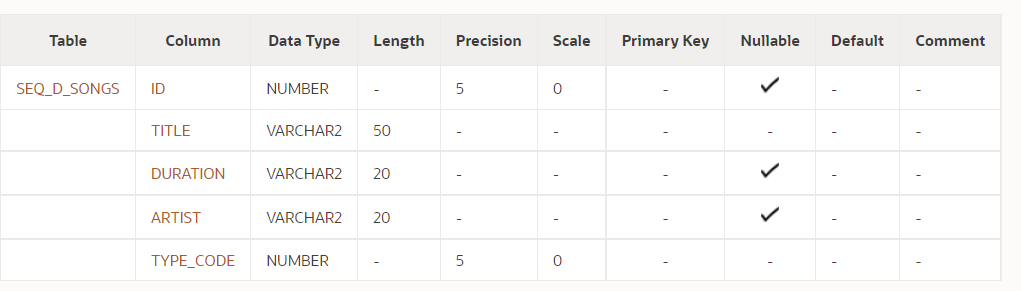 Table Column Data Type Length Precision Scale Primary Key Nullable Default Comment
SEQ_D_SONGS ID NUMBER - 5 0 - ✓ - -
TITLE VARCHAR2 50 - - - - - -
DURATION VARCHAR2 20 - - - ✓ - -
ARTIST VARCHAR2 20 - - - ✓ - -
TYPE_CODE NUMBER - 5 0 - - - -